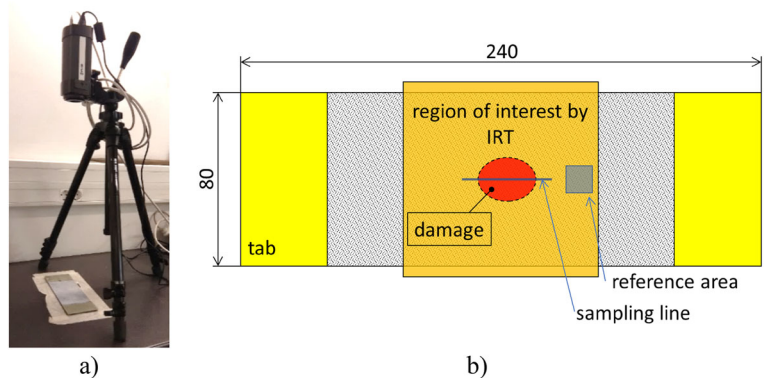 240
80
region of interest by
IRT
damage
tab
reference area
sampling line
a)
b)